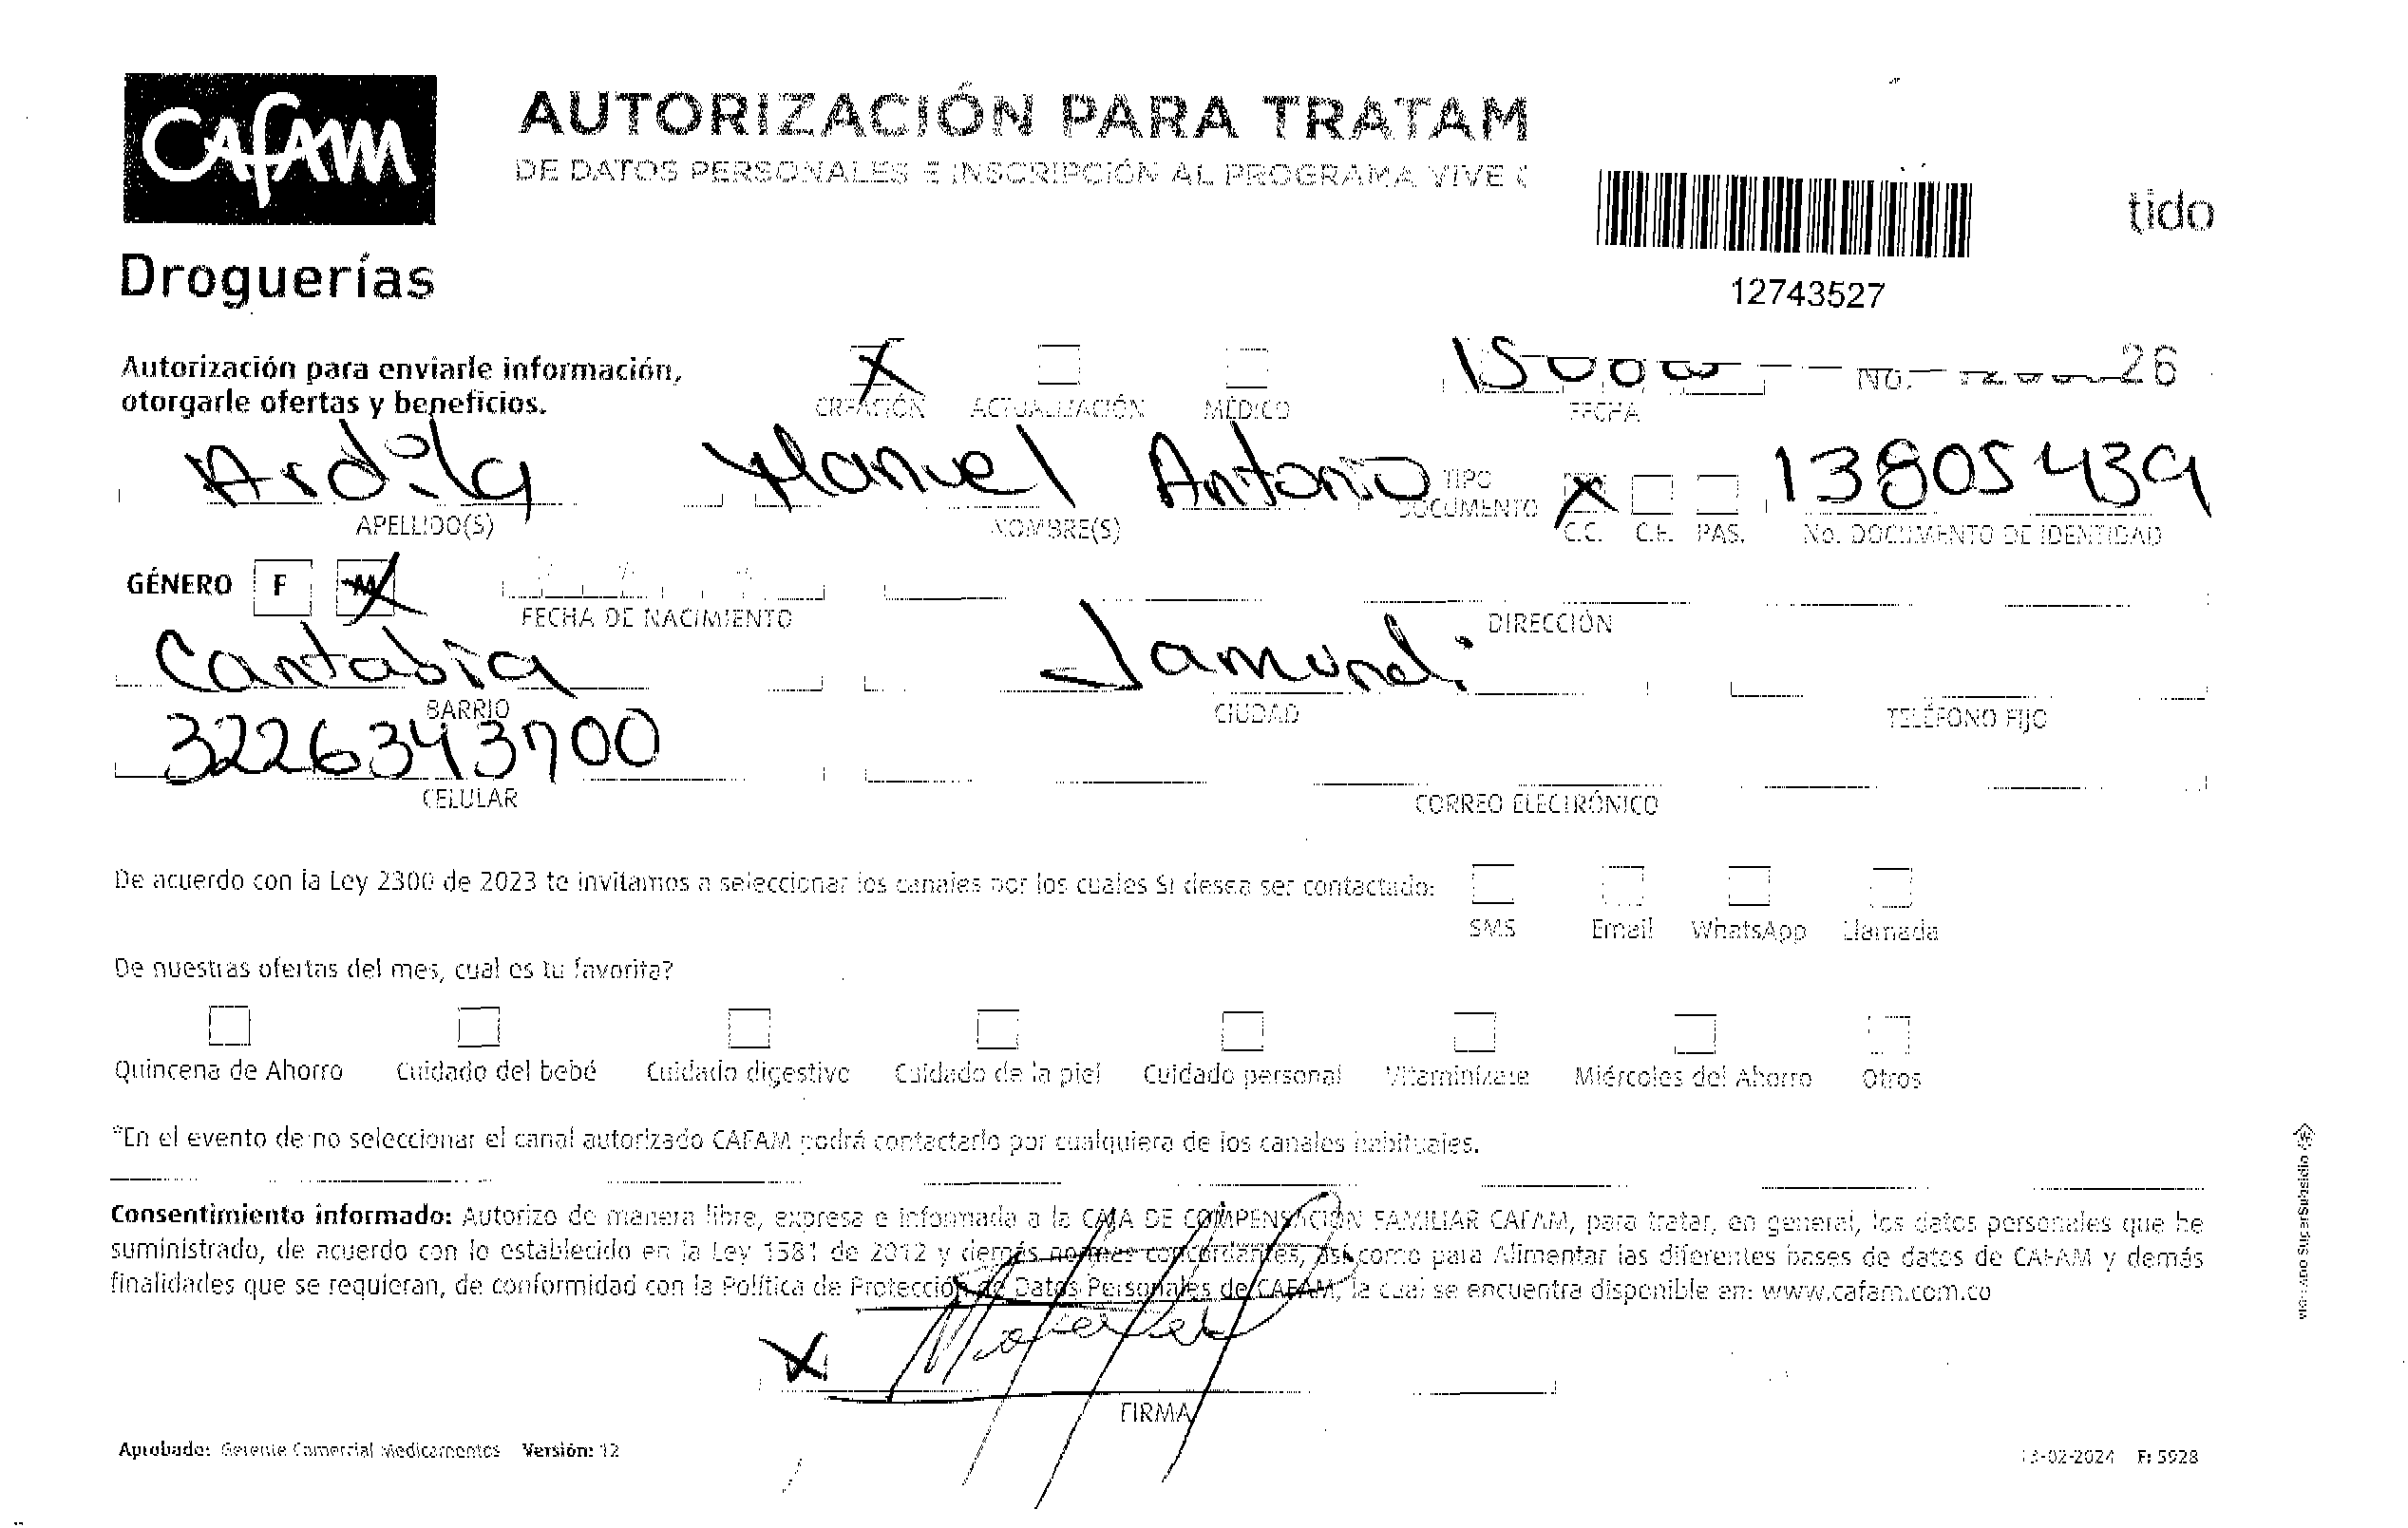 Cafam
Droguerías
AUTORIZACIÓN PARA TRATAM
DE DATOS PERSONALES E INSCRIPCIÓN AL PROGRAMA VIVE
tido
12743527
Autorización para enviarle información,
otorgarle ofertas y beneficios.
X CREACIÓN ACTUALIZACIÓN MÉDICO
26
FECHA
Ardila Manuel Antonio TIPO DOCUMENTO X 13805439
APELLIDO(S) NOMBRE(S) C.C. C.E. PAS. No. DOCUMENTO DE IDENTIDAD
GÉNERO F M X
FECHA DE NACIMIENTO DIRECCIÓN
Cantabria Jamundi
BARRIO CIUDAD TELÉFONO FIJO
3226343700
CELULAR CORREO ELECTRÓNICO
De acuerdo con la Ley 2300 de 2023 te invitamos a seleccionar los canales por los cuales SI desea ser contactado:
SMS Email WhatsApp Llamada
De nuestras ofertas del mes, cual es tu favorita?
Quincena de Ahorro Cuidado del bebé Cuidado digestivo Cuidado de la piel Cuidado personal Vitaminízate Miércoles del Ahorro Otros
*En el evento de no seleccionar el canal autorizado CAFAM podrá contactarlo por cualquiera de los canales habituales.
Consentimiento informado: Autorizo de manera libre, expresa e informada a la CAJA DE COMPENSACIÓN FAMILIAR CAFAM, para tratar, en general, los datos personales que he
suministrado, de acuerdo con lo establecido en la Ley 1581 de 2012 y demás normas concordantes, así como para Alimentar las diferentes bases de datos de CAFAM y demás
finalidades que se requieran, de conformidad con la Política de Protección de Datos Personales de CAFAM, la cual se encuentra disponible en: www.cafam.com.co
X
FIRMA
Aprobado: Gerente Comercial Medicamentos Versión: 12
13-02-2024 F: 5928
VIGILADO SuperSubsidio